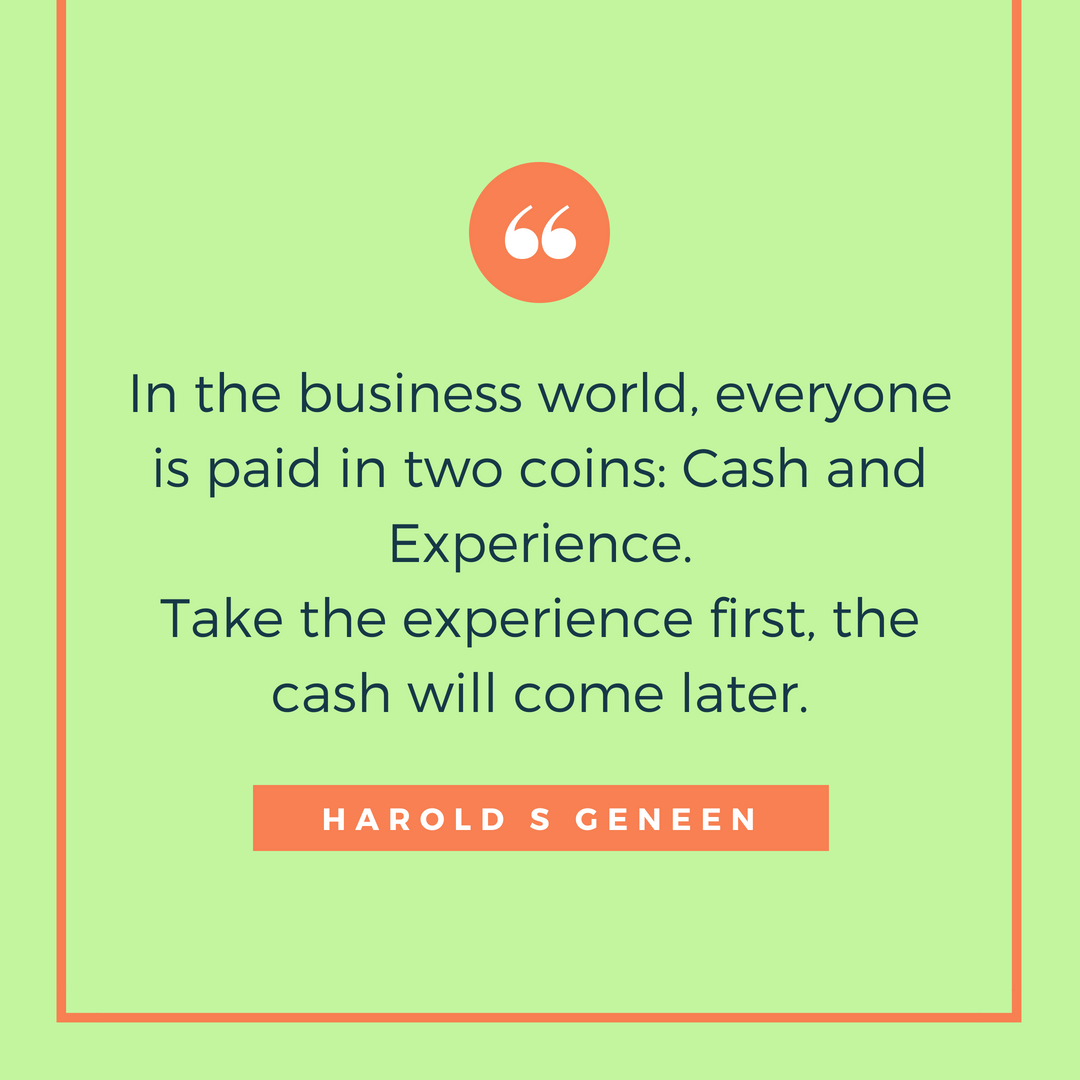 “
In the business world, everyone
is paid in two coins: Cash and
Experience.
Take the experience first, the
cash will come later.
HAROLD S GENEEN